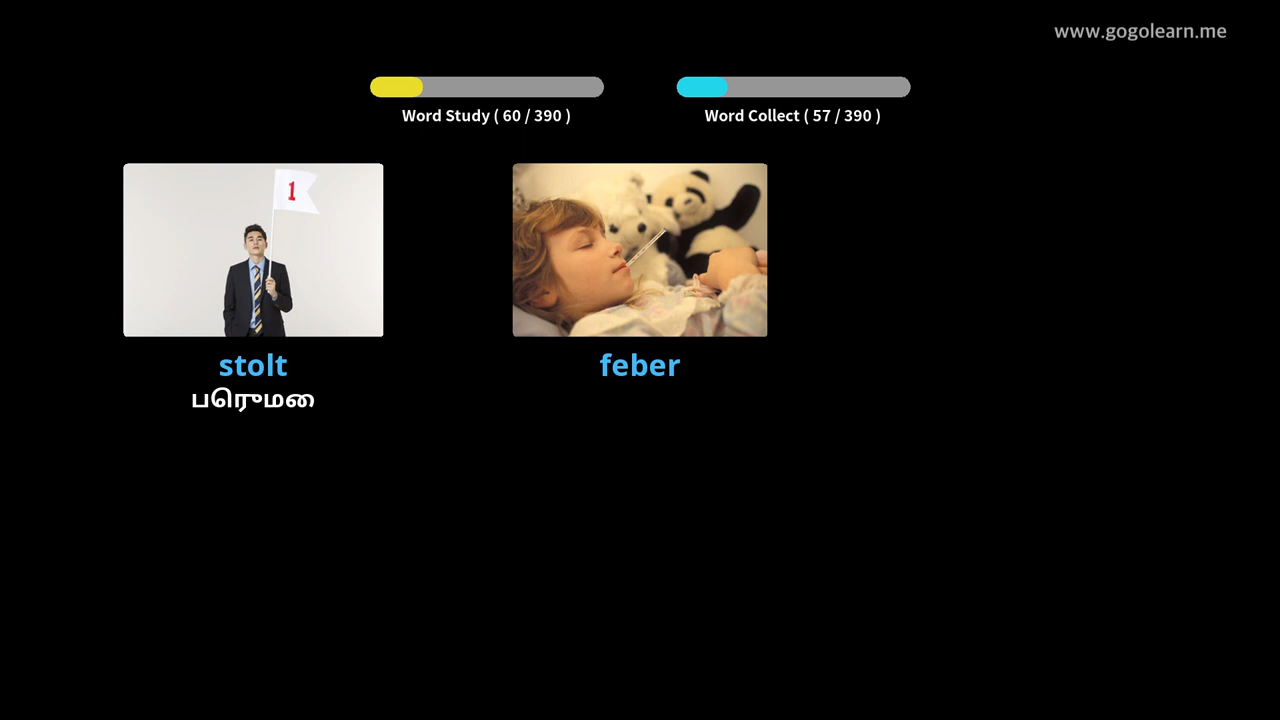 www.gogolearn.me
Word Study ( 60 / 390 )
Word Collect ( 57 / 390 )
1
stolt
feber
பெருமை